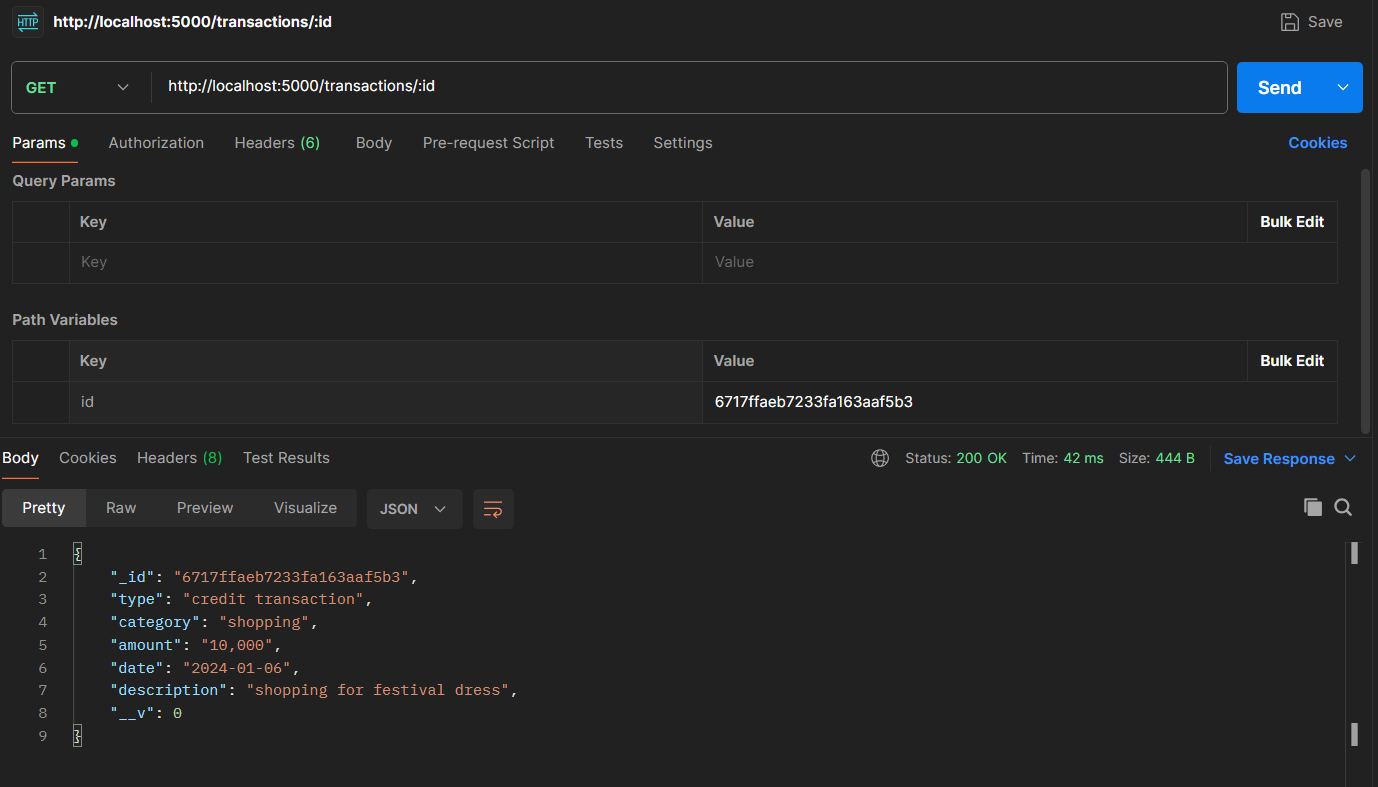 HTTP http://localhost:5000/transactions/:id Save
GET http://localhost:5000/transactions/:id Send
Params Authorization Headers (6) Body Pre-request Script Tests Settings Cookies
Query Params
Key Value Bulk Edit
Key Value
Path Variables
Key Value Bulk Edit
id 6717ffaeb7233fa163aaf5b3
Body Cookies Headers (8) Test Results Status: 200 OK Time: 42 ms Size: 444 B Save Response
Pretty Raw Preview Visualize JSON
1 {
2 "_id": "6717ffaeb7233fa163aaf5b3",
3 "type": "credit transaction",
4 "category": "shopping",
5 "amount": "10,000",
6 "date": "2024-01-06",
7 "description": "shopping for festival dress",
8 "__v": 0
9 }